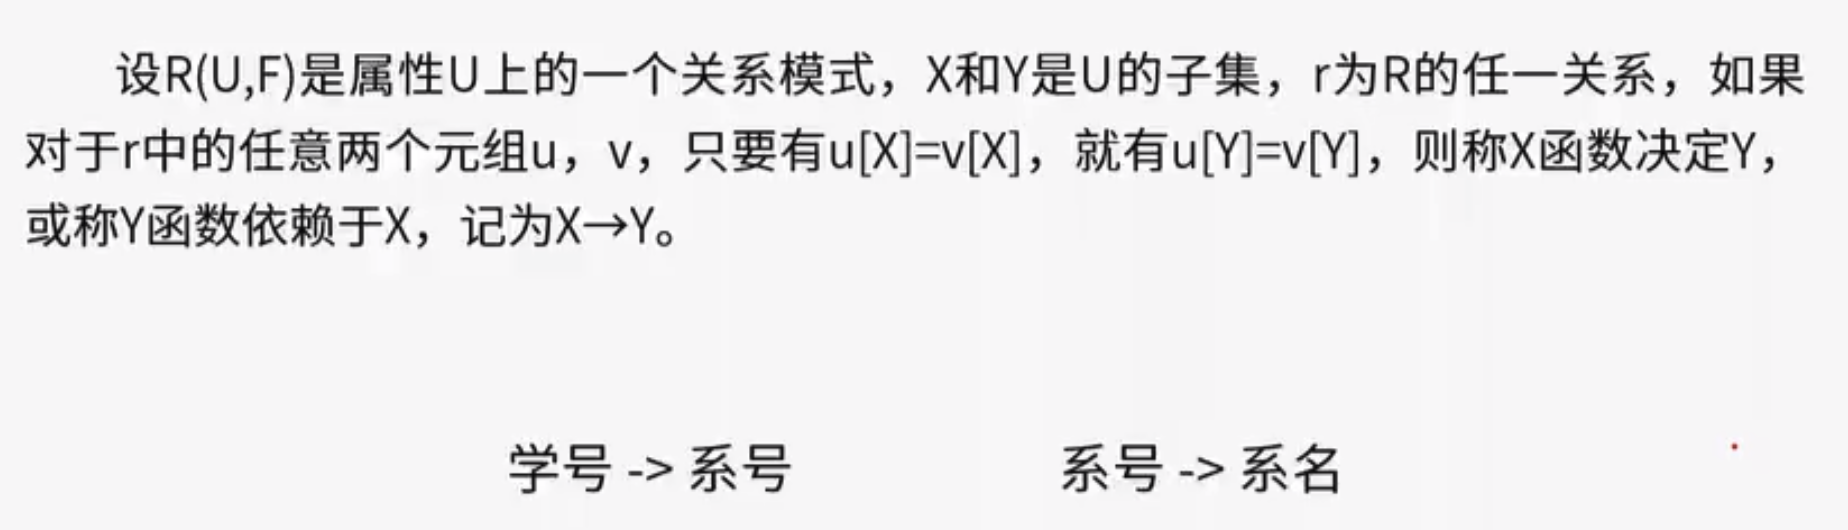 设R(U,F)是属性U上的一个关系模式，X和Y是U的子集，r为R的任一关系，如果
对于r中的任意两个元组u，v，只要有u[X]=v[X]，就有u[Y]=v[Y]，则称X函数决定Y，
或称Y函数依赖于X，记为X→Y。
学号 -> 系号 系号 -> 系名